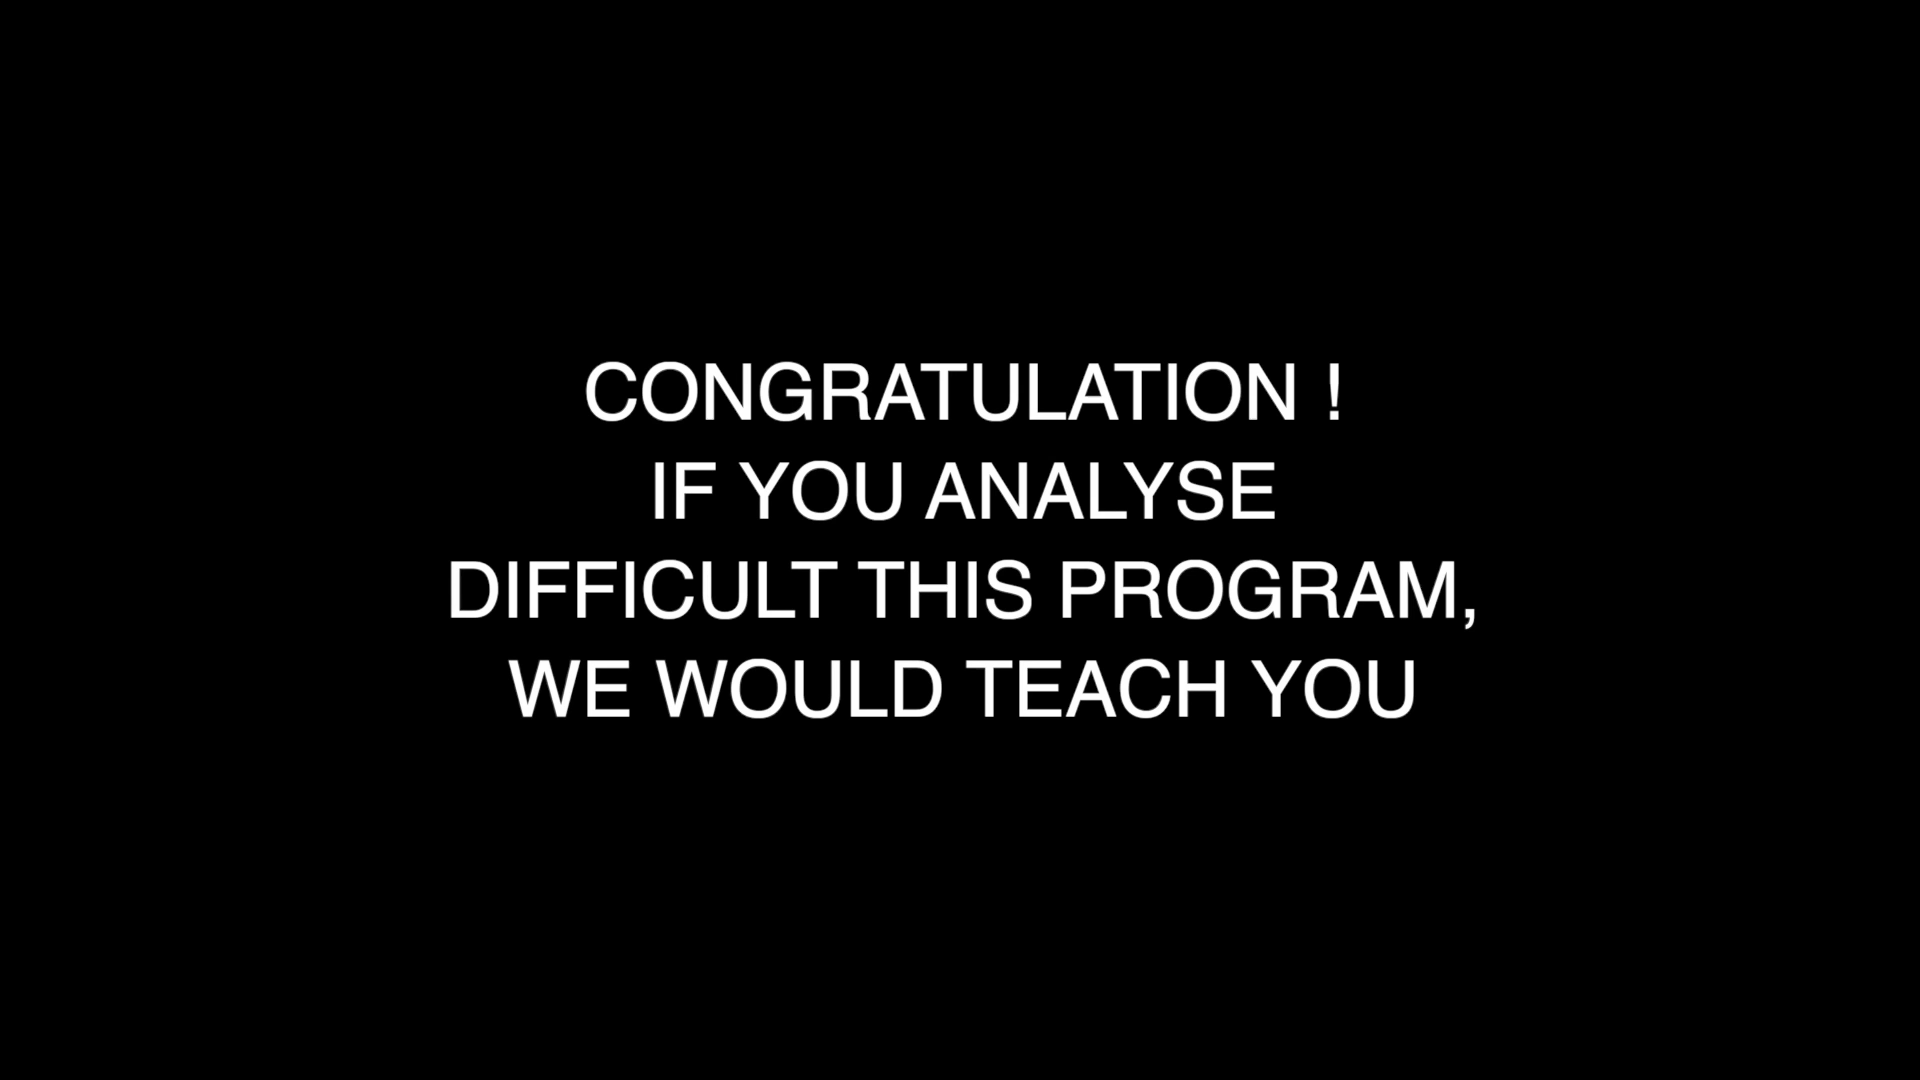 CONGRATULATION !
IF YOU ANALYSE
DIFFICULT THIS PROGRAM,
WE WOULD TEACH YOU